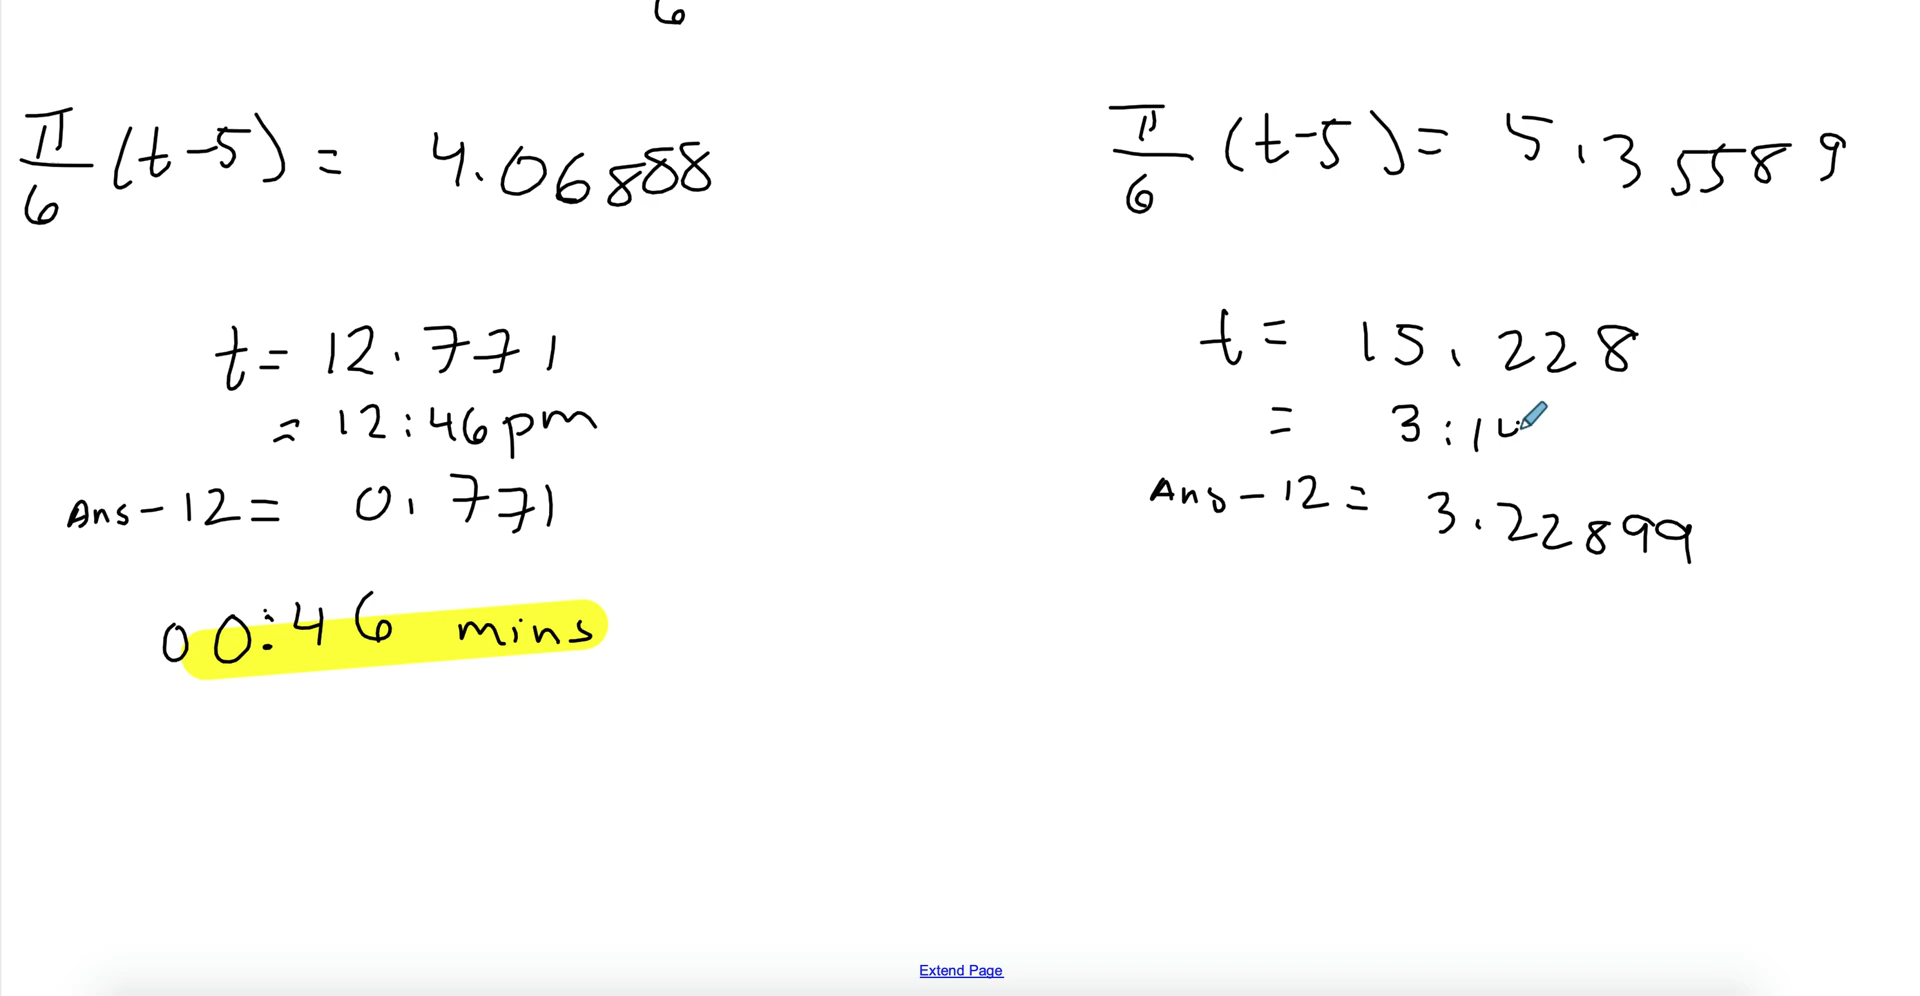 6
π/6 (t-5) = 4.06888
t = 12.771
= 12:46pm
Ans - 12 = 0.771
00:46 mins
π/6 (t-5) = 5.35589
t = 15.228
= 3:14
Ans - 12 = 3.22899
Extend Page